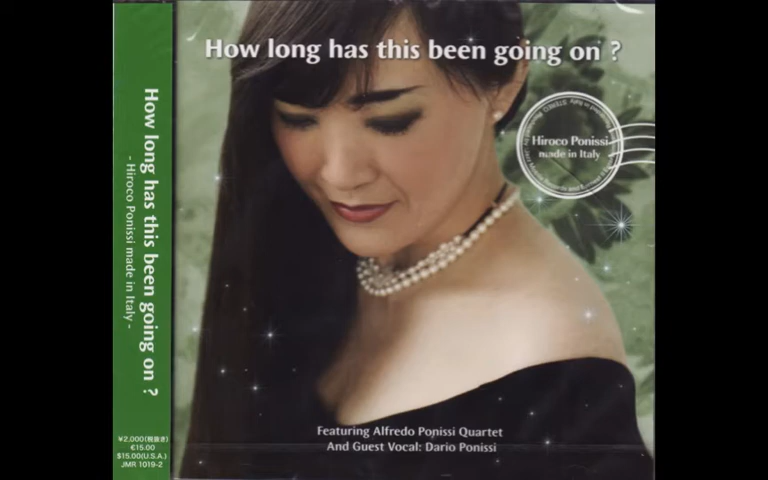 How long has this been going on ?
- Hiroco Ponissi made in Italy -
¥2,000(税抜き)
€15.00
$15.00(U.S.A.)
JMR 1019-2
How long has this been going on ?
Hiroco Ponissi
made in Italy
Featuring Alfredo Ponissi Quartet
And Guest Vocal: Dario Ponissi